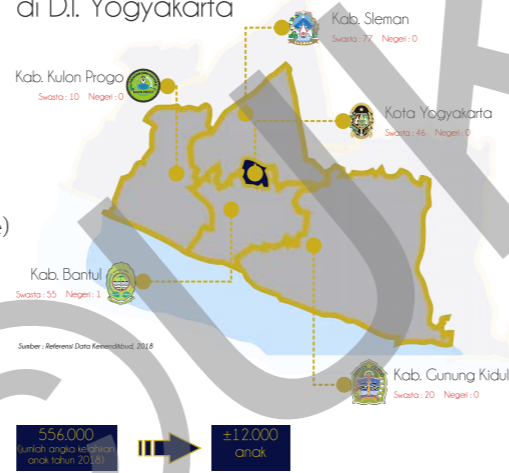 di D.I. Yogyakarta
Kab. Sleman
Swasta : 77 Negeri : 0
Kab. Kulon Progo
Swasta : 10 Negeri : 0
Kota Yogyakarta
Swasta : 46 Negeri : 0
Kab. Bantul
Swasta : 55 Negeri : 1
Sumber : Referensi Data Kemendikbud, 2018
Kab. Gunung Kidul
Swasta : 20 Negeri : 0
556.000
(jumlah angka kelahiran
anak tahun 2018)
±12.000
anak